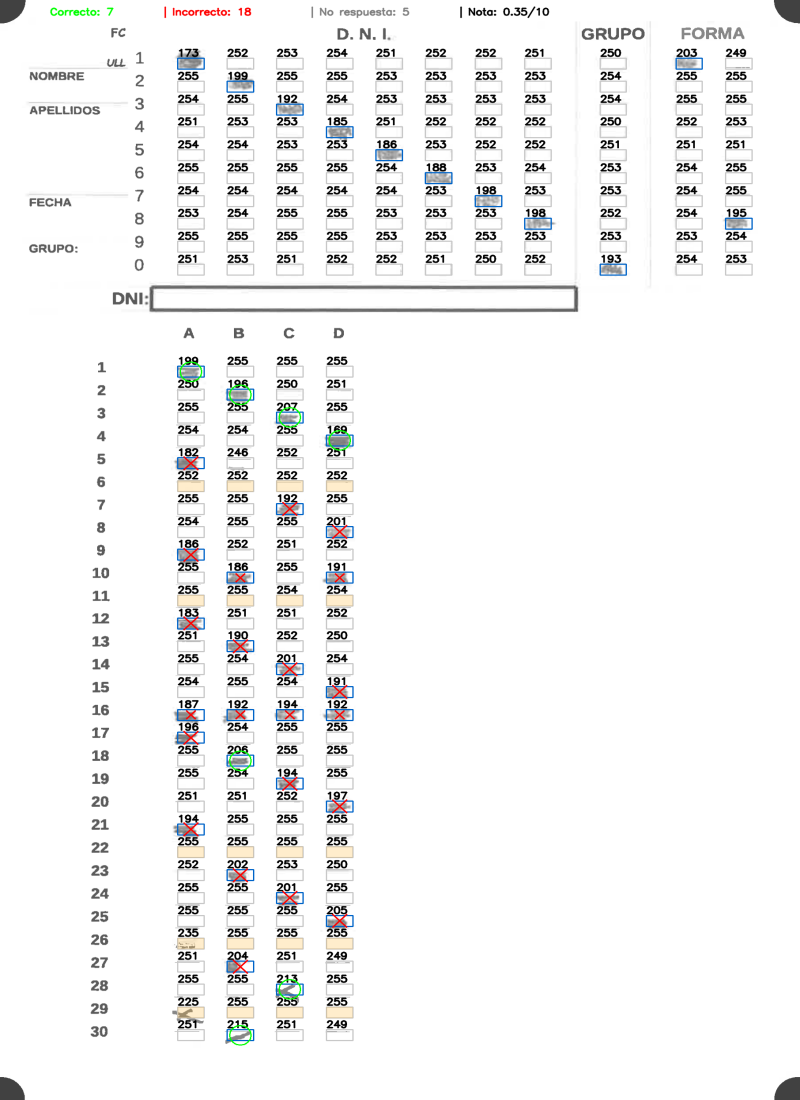 Correcto: 7 | Incorrecto: 18 | No respuesta: 5 | Nota: 0.35/10
FC D. N. I. GRUPO FORMA
ULL 1 173 252 253 254 251 252 252 251 250 203 249
NOMBRE 2 255 199 255 255 253 253 253 253 254 255 255
APELLIDOS 3 254 255 192 254 253 253 253 253 254 255 255
4 251 253 253 185 251 252 252 252 250 252 253
5 254 254 253 253 186 253 252 252 251 251 251
6 255 255 255 255 254 188 253 254 253 254 255
FECHA 7 254 254 254 254 254 253 198 253 253 254 255
8 253 254 255 253 253 253 253 198 252 254 195
GRUPO: 9 255 255 255 253 253 253 253 253 253 253 254
0 251 253 251 252 252 251 250 252 193 254 253
DNI:
A B C D
1 199 255 255 255
2 250 196 250 251
3 255 255 207 255
4 254 254 255 169
5 182 246 252 251
6 252 252 252 252
7 255 255 192 255
8 254 255 255 201
9 186 252 251 252
10 255 186 255 191
11 255 255 254 254
12 183 251 251 252
13 251 190 252 250
14 255 254 201 254
15 254 255 254 191
16 187 192 194 192
17 196 254 255 255
18 255 206 255 255
19 255 254 194 255
20 251 251 252 197
21 194 255 255 255
22 255 255 255 255
23 252 202 253 250
24 255 255 201 255
25 255 255 255 205
26 235 255 255 255
27 251 204 251 249
28 255 255 213 255
29 225 255 255 255
30 251 215 251 249